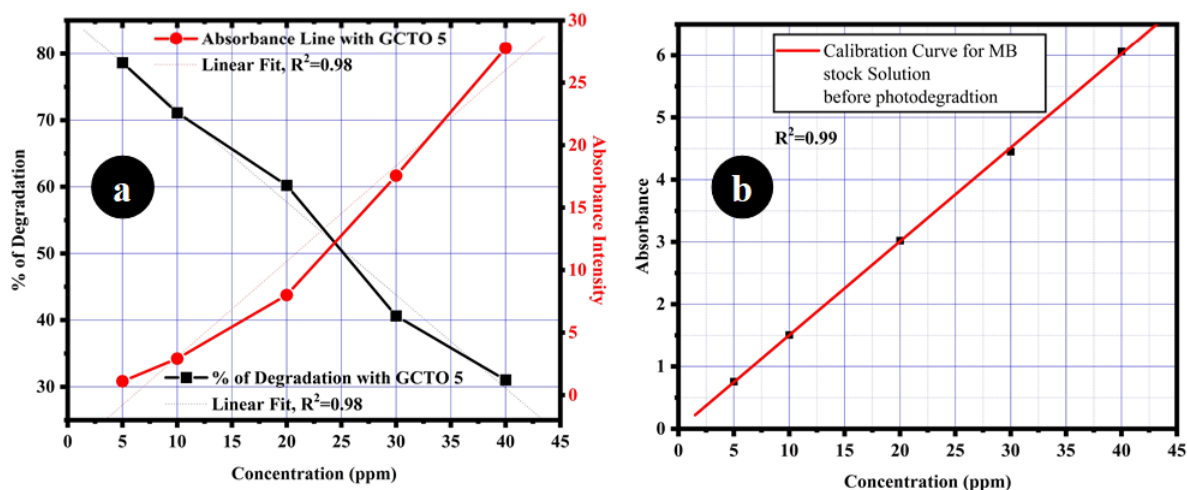 Absorbance Line with GCTO 5
Linear Fit, R²=0.98
80
70
60
50
40
30
% of Degradation
a
% of Degradation with GCTO 5
Linear Fit, R²=0.98
30
25
20
15
10
5
0
Absorbance Intensity
0 5 10 15 20 25 30 35 40 45
Concentration (ppm)
Calibration Curve for MB
stock Solution
before photodegradtion
R²=0.99
b
6
5
4
3
2
1
0
Absorbance
0 5 10 15 20 25 30 35 40 45
Concentration (ppm)